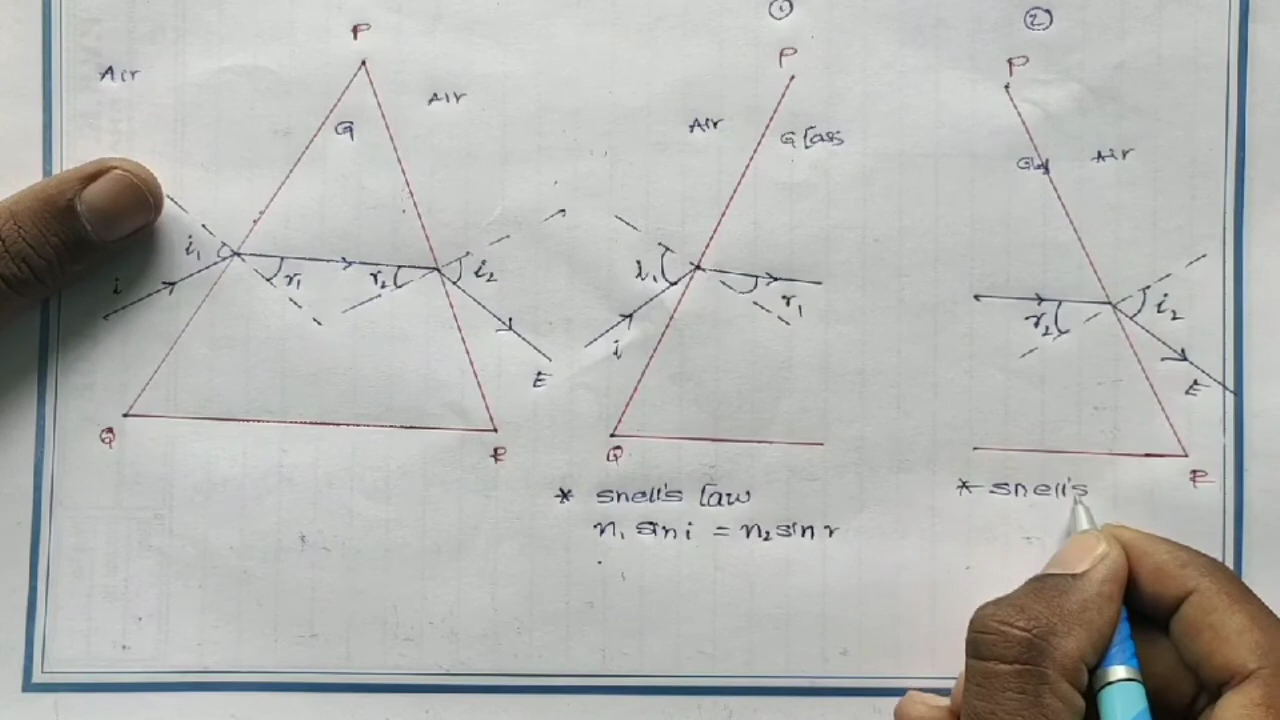 P
Air
Air
G
i₁
i
r₁
r₂
i₂
E
Q
R
①
P
Air
Glass
i₁
i
r₁
Q
* snell's law
n₁ sin i = n₂ sin r
②
P
Air
r₂
i₂
E
R
* snell's